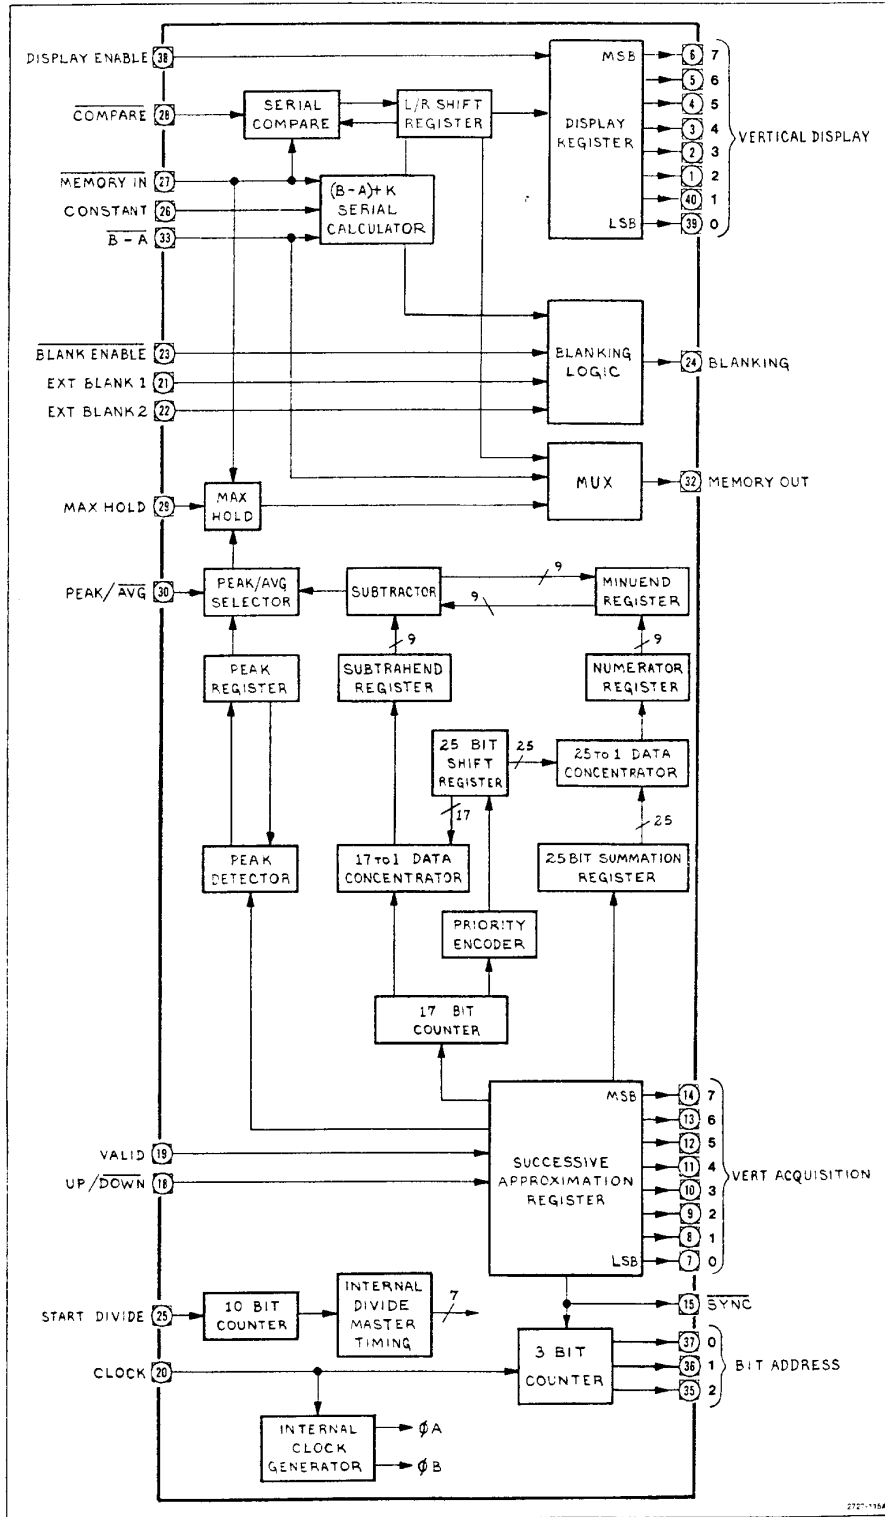 DISPLAY ENABLE 38
COMPARE 28
SERIAL
COMPARE
L/R SHIFT
REGISTER
MSB
DISPLAY
REGISTER
LSB
6 7
5 6
4 5
3 4
2 3
1 2
40 1
39 0
VERTICAL DISPLAY
MEMORY IN 27
CONSTANT 26
B-A 33
(B-A)+K
SERIAL
CALCULATOR
BLANK ENABLE 23
EXT BLANK 1 21
EXT BLANK 2 22
BLANKING
LOGIC
24 BLANKING
MUX
32 MEMORY OUT
MAX HOLD 29
MAX
HOLD
PEAK/AVG 30
PEAK/AVG
SELECTOR
SUBTRACTOR
9
9
MINUEND
REGISTER
9
9
PEAK
REGISTER
SUBTRAHEND
REGISTER
NUMERATOR
REGISTER
25 BIT
SHIFT
REGISTER
25
25 TO 1 DATA
CONCENTRATOR
17
25
PEAK
DETECTOR
17 TO 1 DATA
CONCENTRATOR
25 BIT SUMMATION
REGISTER
PRIORITY
ENCODER
17 BIT
COUNTER
VALID 19
UP/DOWN 18
MSB
SUCCESSIVE
APPROXIMATION
REGISTER
LSB
14 7
13 6
12 5
11 4
10 3
9 2
8 1
7 0
VERT ACQUISITION
START DIVIDE 25
10 BIT
COUNTER
INTERNAL
DIVIDE
MASTER
TIMING
7
15 SYNC
CLOCK 20
3 BIT
COUNTER
37 0
36 1
35 2
BIT ADDRESS
INTERNAL
CLOCK
GENERATOR
ϕA
ϕB
2727-115A